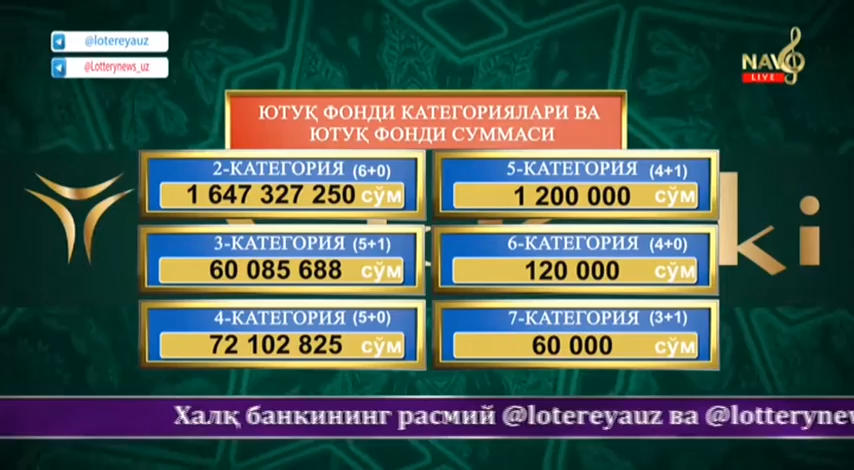 @lotereyauz
@Lotterynews_uz
NAVO
LIVE
ЮТУҚ ФОНДИ КАТЕГОРИЯЛАРИ ВА
ЮТУҚ ФОНДИ СУММАСИ
2-КАТЕГОРИЯ (6+0)
1 647 327 250 сўм
5-КАТЕГОРИЯ (4+1)
1 200 000 сўм
3-КАТЕГОРИЯ (5+1)
60 085 688 сўм
6-КАТЕГОРИЯ (4+0)
120 000 сўм
4-КАТЕГОРИЯ (5+0)
72 102 825 сўм
7-КАТЕГОРИЯ (3+1)
60 000 сўм
ki
Халқ банкининг расмий @lotereyauz ва @lotterynew